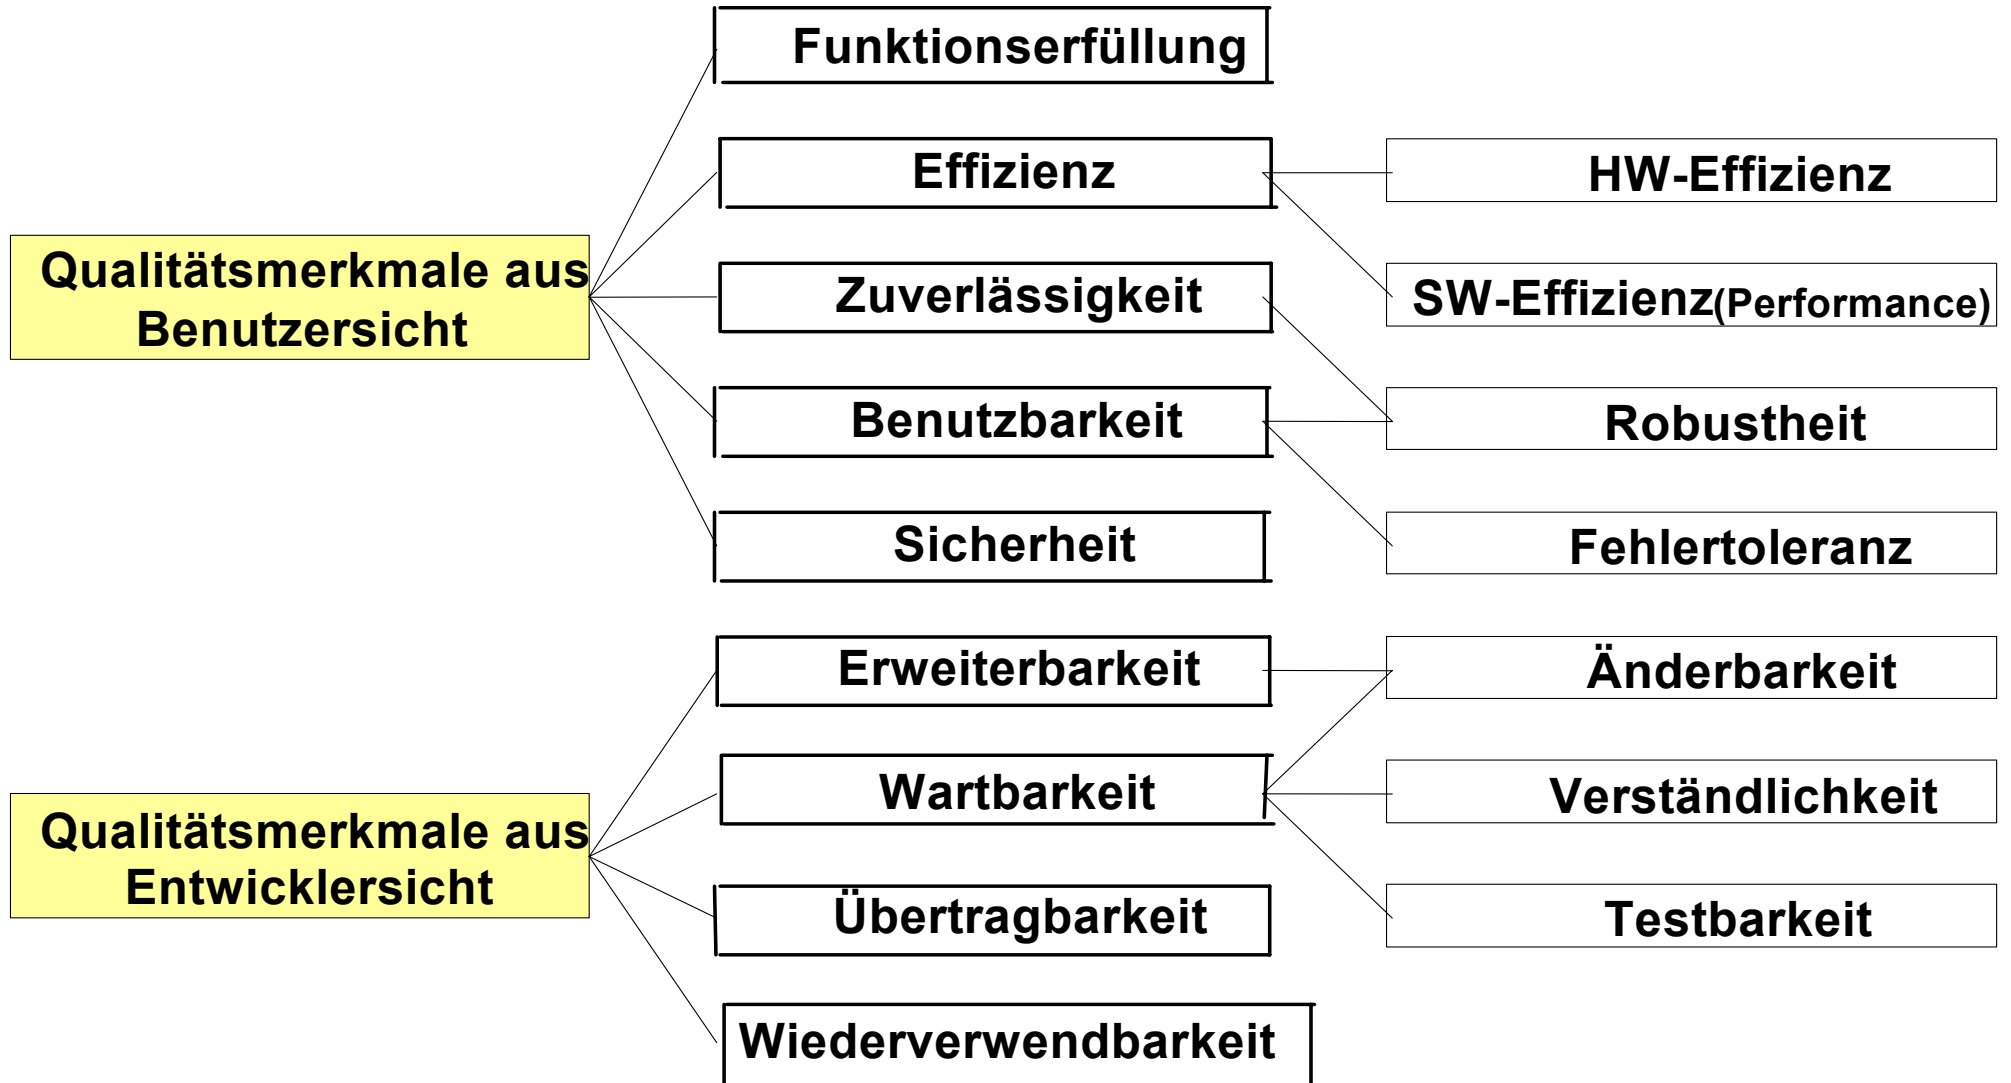 Funktionserfüllung
Effizienz
HW-Effizienz
Qualitätsmerkmale aus
Benutzersicht
Zuverlässigkeit
SW-Effizienz(Performance)
Benutzbarkeit
Robustheit
Sicherheit
Fehlertoleranz
Erweiterbarkeit
Änderbarkeit
Qualitätsmerkmale aus
Entwicklersicht
Wartbarkeit
Verständlichkeit
Übertragbarkeit
Testbarkeit
Wiederverwendbarkeit